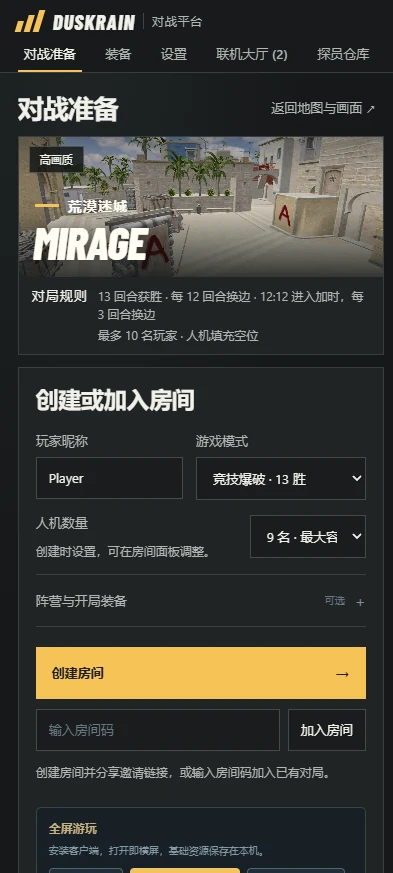 DUSKRAIN 对战平台
对战准备 装备 设置 联机大厅 (2) 探员仓库
对战准备 返回地图与画面 ↗
高画质
荒漠迷城
MIRAGE
A
A
对局规则 13 回合获胜 · 每 12 回合换边 · 12:12 进入加时，每
3 回合换边
最多 10 名玩家 · 人机填充空位
创建或加入房间
玩家昵称 游戏模式
Player 竞技爆破 · 13 胜
人机数量 9 名 · 最大容
创建时设置，可在房间面板调整。
阵营与开局装备 可选 +
创建房间 →
输入房间码 加入房间
创建房间并分享邀请链接，或输入房间码加入已有对局。
全屏游玩
安装客户端，打开即横屏，基础资源保存在本机。